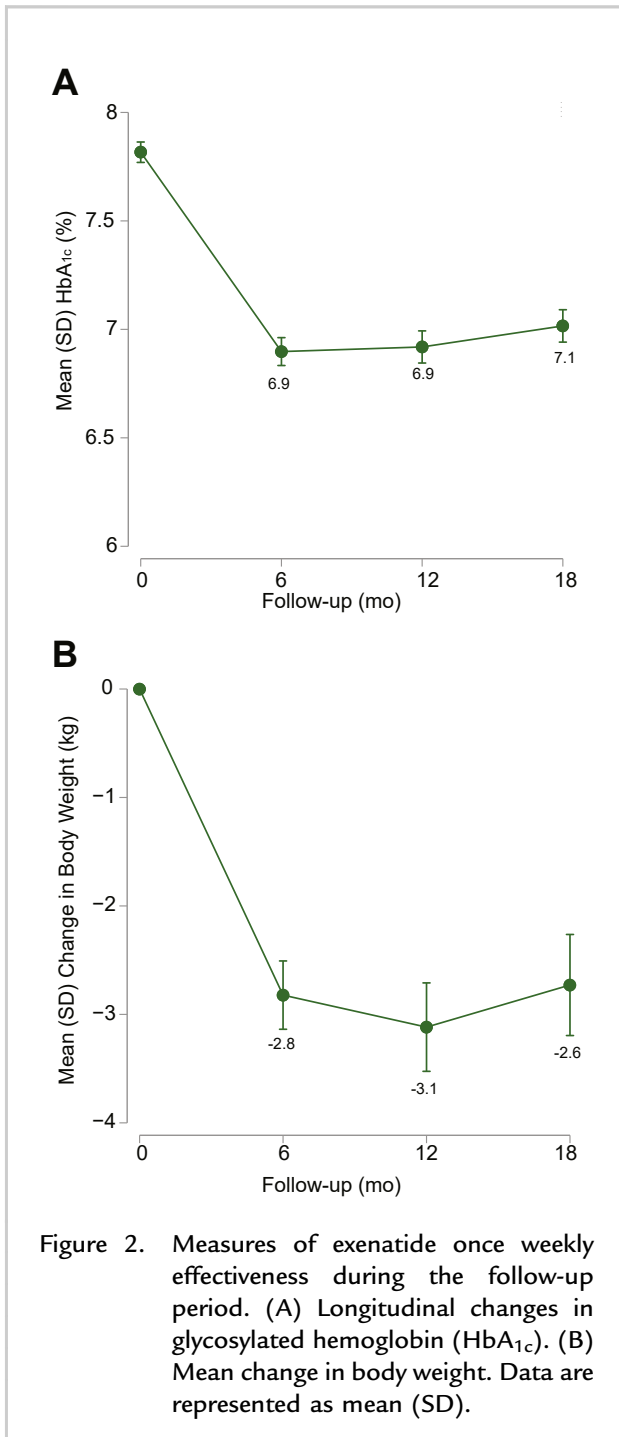 A
Mean (SD) HbA1c (%)
8
7.5
7
6.5
6
6.9
6.9
7.1
0 6 12 18
Follow-up (mo)
B
Mean (SD) Change in Body Weight (kg)
0
−1
−2
−3
−4
-2.8
-3.1
-2.6
0 6 12 18
Follow-up (mo)
Figure 2. Measures of exenatide once weekly
effectiveness during the follow-up
period. (A) Longitudinal changes in
glycosylated hemoglobin (HbA1c). (B)
Mean change in body weight. Data are
represented as mean (SD).